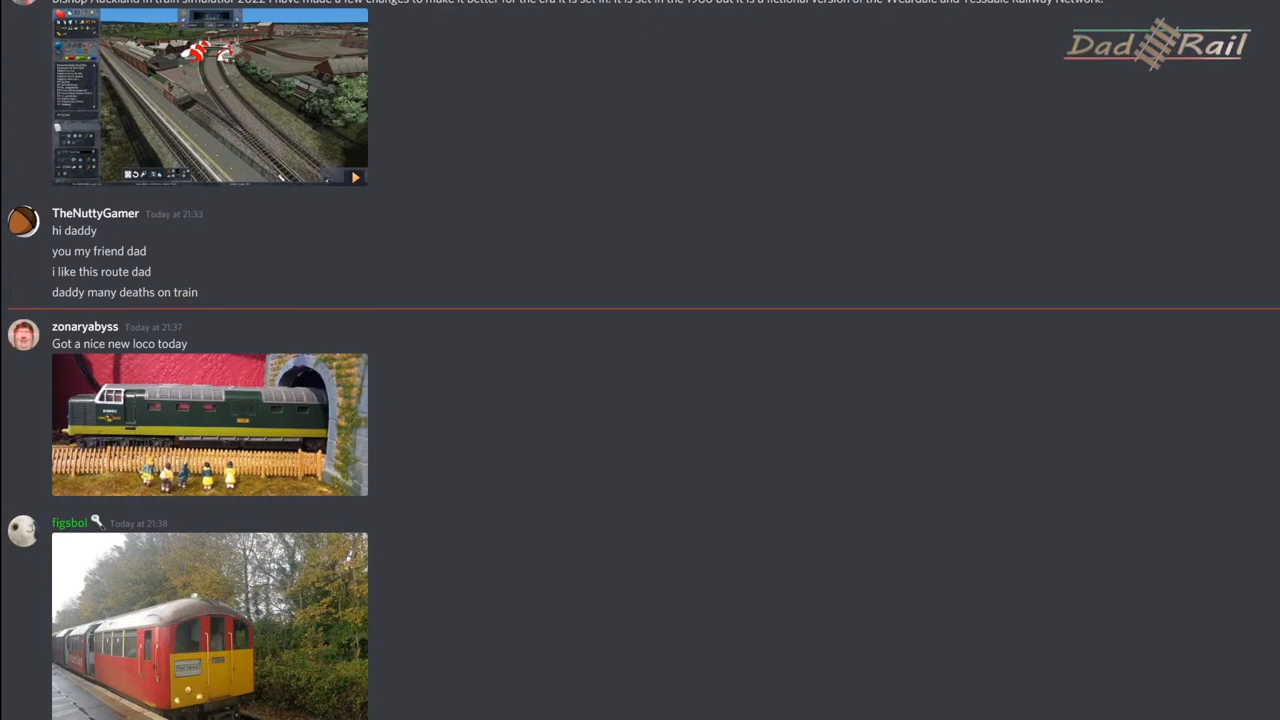 Bishop Auckland in train simulatior 2022 I have made a few changes to make it better for the era it is set in. It is set in the 1960 but it is a fictional version of the Weardale and Teesdale Railway Network.
Dad Rail
TheNuttyGamer Today at 21:33
hi daddy
you my friend dad
i like this route dad
daddy many deaths on train
zonaryabyss Today at 21:37
Got a nice new loco today
figsbol Today at 21:38